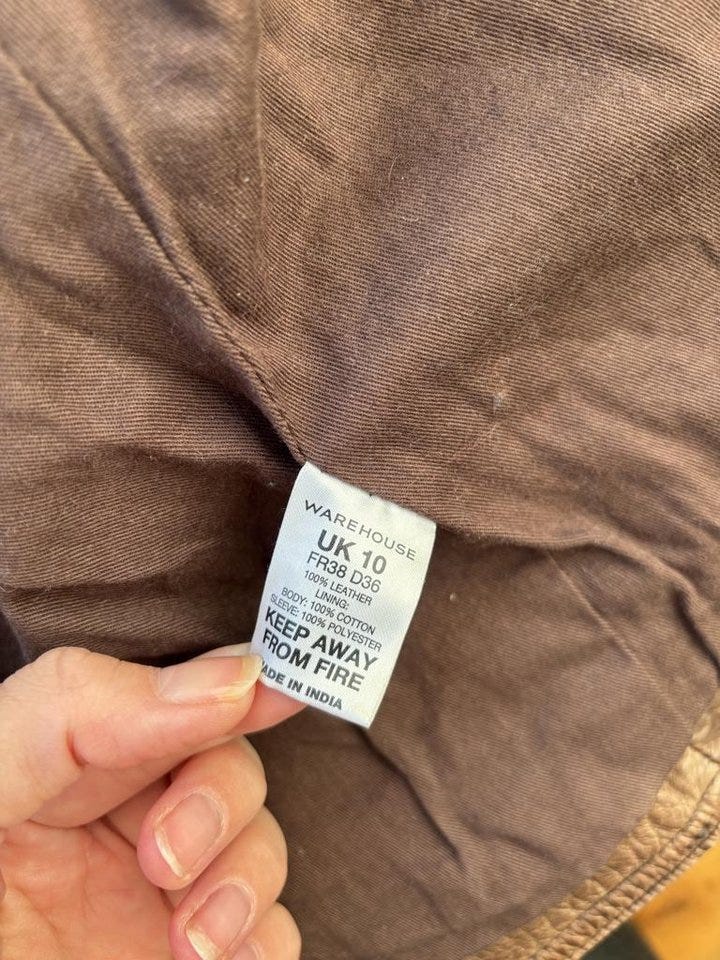 WAREHOUSE
UK 10
FR38 D36
100% LEATHER
LINING:
BODY: 100% COTTON
SLEEVE: 100% POLYESTER
KEEP AWAY
FROM FIRE
ADE IN INDIA